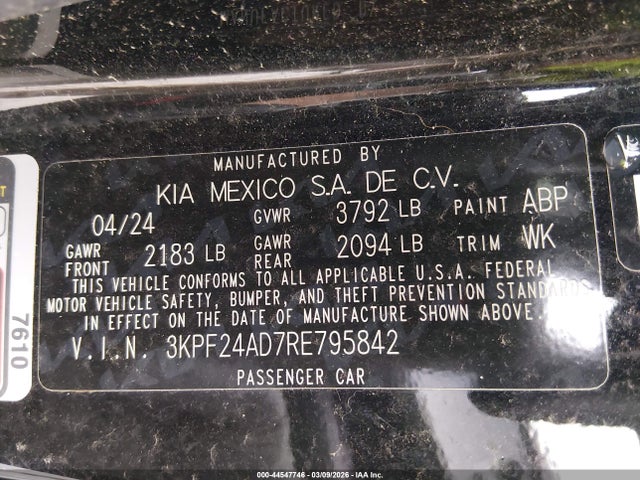 MANUFACTURED BY
KIA MEXICO S.A. DE C.V.
04/24 GVWR 3792 LB PAINT ABP
GAWR FRONT 2183 LB GAWR REAR 2094 LB TRIM WK
THIS VEHICLE CONFORMS TO ALL APPLICABLE U.S.A. FEDERAL
MOTOR VEHICLE SAFETY, BUMPER, AND THEFT PREVENTION STANDARDS
IN EFFECT ON THE DATE OF MANUFACTURE SHOWN ABOVE.
V.I.N. 3KPF24AD7RE795842
PASSENGER CAR
7610
000-44547746 - 03/09/2026 - IAA Inc.